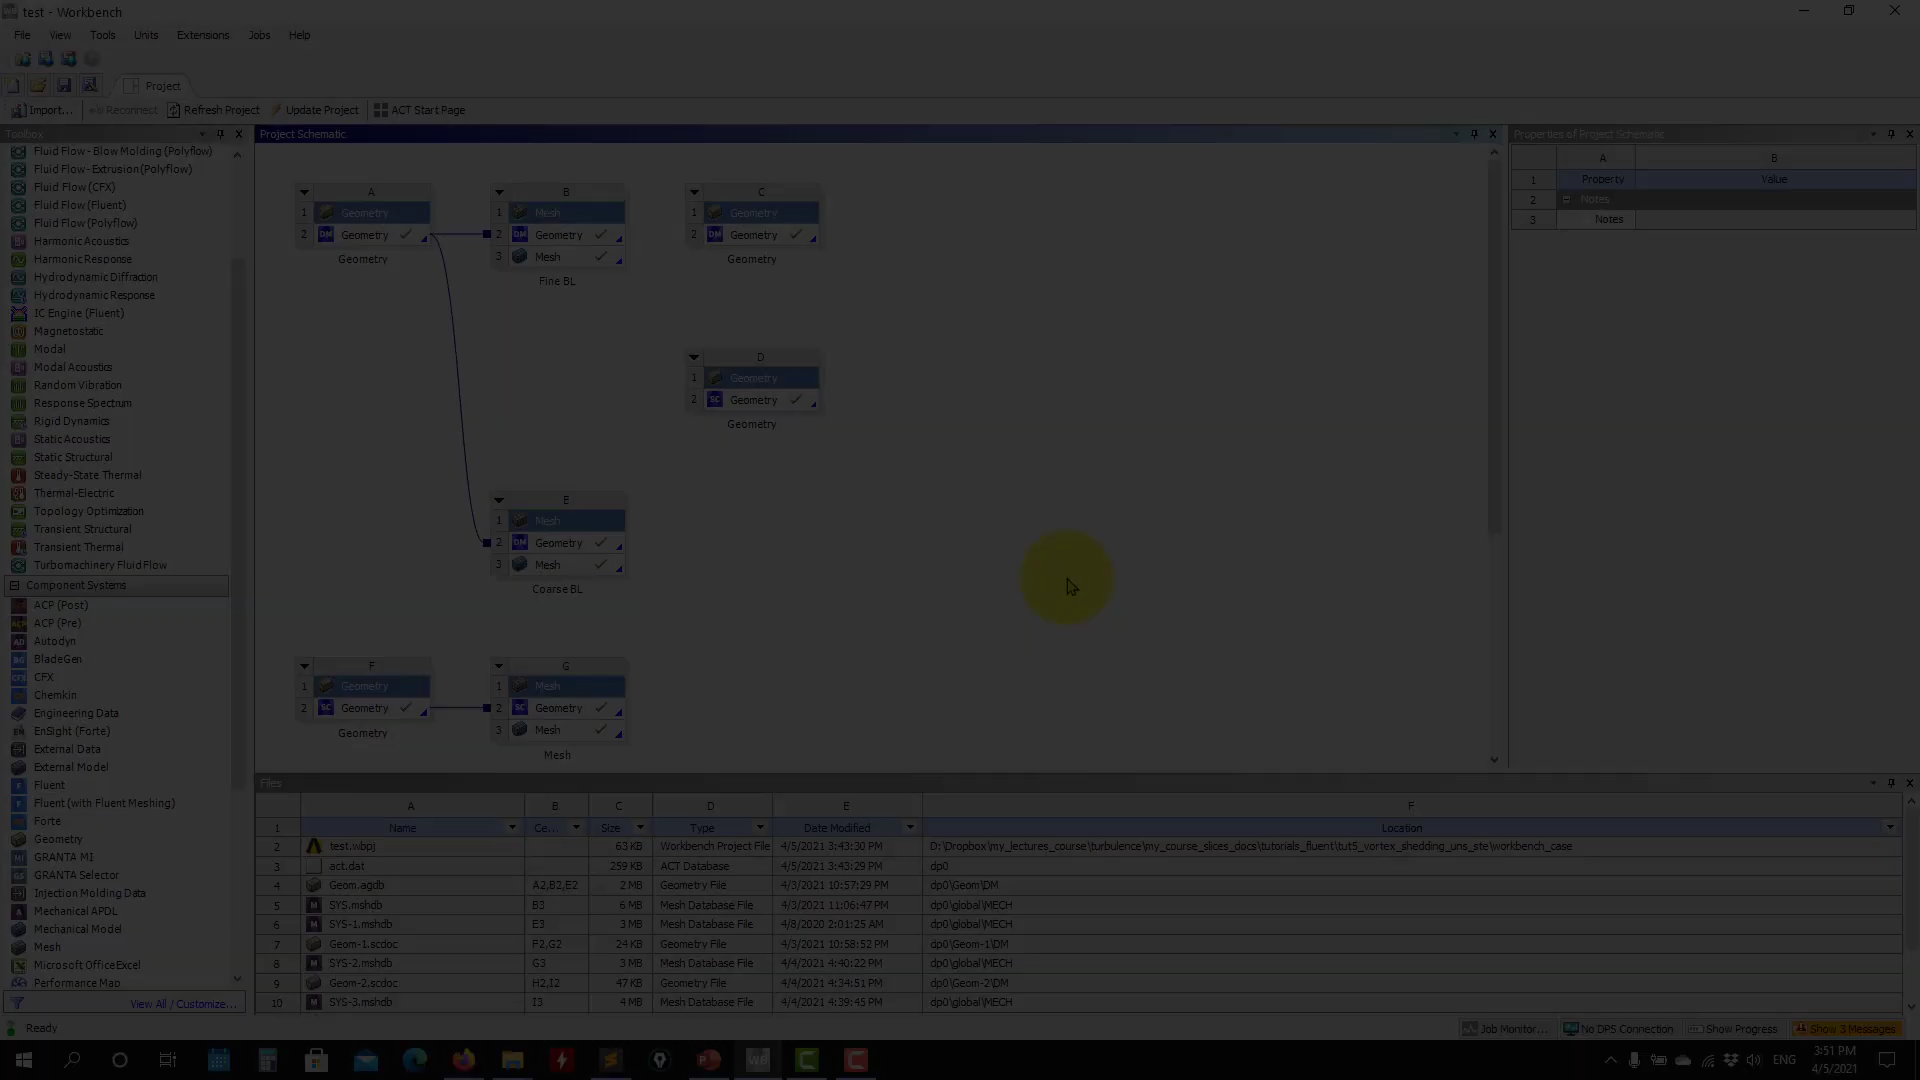 test - Workbench
File View Tools Units Extensions Jobs Help
Project
Import... Reconnect Refresh Project Update Project ACT Start Page
Toolbox
Fluid Flow - Blow Molding (Polyflow)
Fluid Flow - Extrusion (Polyflow)
Fluid Flow (CFX)
Fluid Flow (Fluent)
Fluid Flow (Polyflow)
Harmonic Acoustics
Harmonic Response
Hydrodynamic Diffraction
Hydrodynamic Response
IC Engine (Fluent)
Magnetostatic
Modal
Modal Acoustics
Random Vibration
Response Spectrum
Rigid Dynamics
Static Acoustics
Static Structural
Steady-State Thermal
Thermal-Electric
Topology Optimization
Transient Structural
Transient Thermal
Turbomachinery Fluid Flow
Component Systems
ACP (Post)
ACP (Pre)
Autodyn
BladeGen
CFX
Chemkin
Engineering Data
EnSight (Forte)
External Data
External Model
Fluent
Fluent (with Fluent Meshing)
Forte
Geometry
GRANTA MI
GRANTA Selector
Injection Molding Data
Mechanical APDL
Mechanical Model
Mesh
Microsoft Office Excel
Performance Map
View All / Customize...
Project Schematic
A
1 Geometry
2 DM Geometry
Geometry
B
1 Mesh
2 DM Geometry
3 Mesh
Fine BL
C
1 Geometry
2 DM Geometry
Geometry
D
1 Geometry
2 SC Geometry
Geometry
E
1 Mesh
2 DM Geometry
3 Mesh
Coarse BL
F
1 Geometry
2 SC Geometry
Geometry
G
1 Mesh
2 SC Geometry
3 Mesh
Mesh
Properties of Project Schematic
A B
1 Property Value
2 Notes
3 Notes
Files
A B C D E F
1 Name Ce... Size Type Date Modified Location
2 test.wbpj 63 KB Workbench Project File 4/5/2021 3:43:30 PM D:\Dropbox\my_lectures_course\turbulence\my_course_slices_docs\tutorials_fluent\tut5_vortex_shedding_uns_ste\workbench_case
3 act.dat 259 KB ACT Database 4/5/2021 3:43:29 PM dp0
4 Geom.agdb A2,B2,E2 2 MB Geometry File 4/3/2021 10:57:29 PM dp0\Geom\DM
5 SYS.mshdb B3 6 MB Mesh Database File 4/3/2021 11:06:47 PM dp0\global\MECH
6 SYS-1.mshdb E3 3 MB Mesh Database File 4/8/2020 2:01:25 AM dp0\global\MECH
7 Geom-1.scdoc F2,G2 24 KB Geometry File 4/3/2021 10:58:52 PM dp0\Geom-1\DM
8 SYS-2.mshdb G3 3 MB Mesh Database File 4/4/2021 4:40:22 PM dp0\global\MECH
9 Geom-2.scdoc H2,I2 47 KB Geometry File 4/4/2021 4:34:51 PM dp0\Geom-2\DM
10 SYS-3.mshdb I3 4 MB Mesh Database File 4/4/2021 4:39:45 PM dp0\global\MECH
Ready Job Monitor... No DPS Connection Show Progress Show 3 Messages
ENG 3:51 PM
4/5/2021